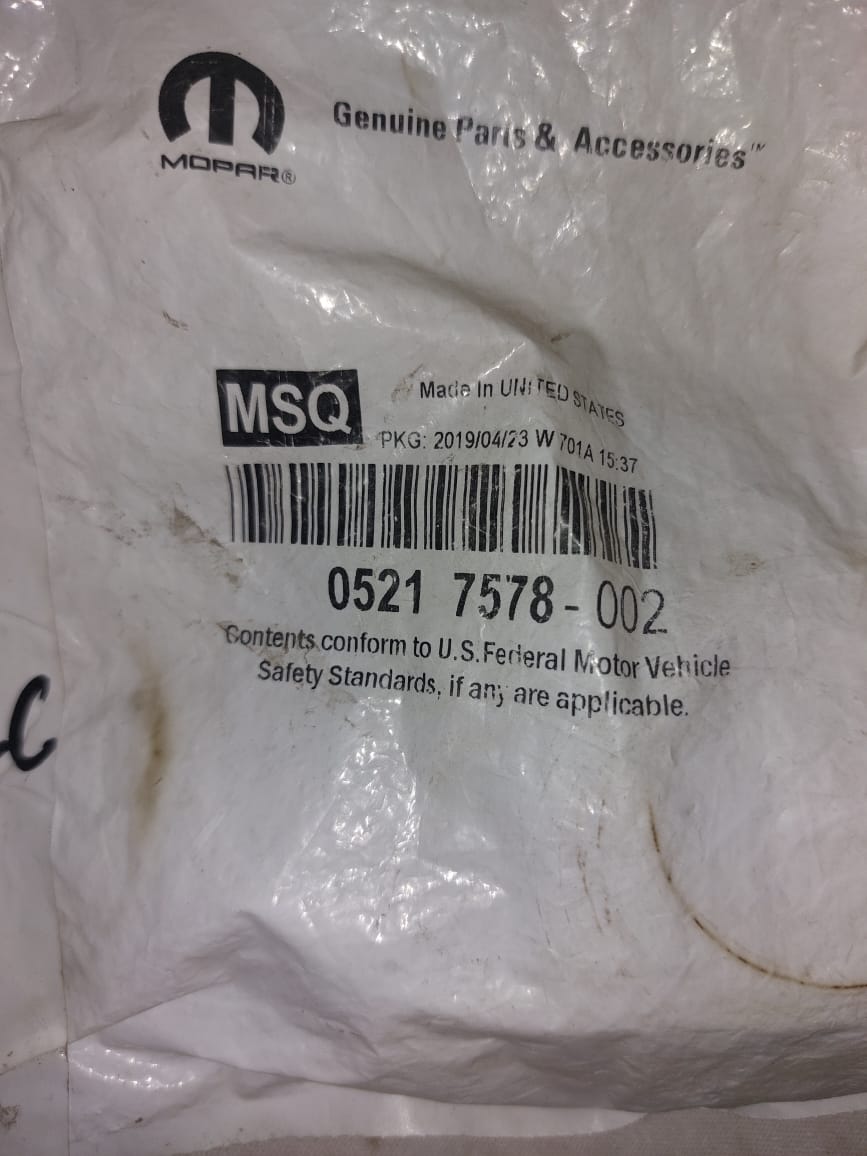 MOPAR®
Genuine Parts & Accessories™
MSQ
Made In UNITED STATES
PKG: 2019/04/23 W 701A 15:37
0521 7578-002
Contents conform to U.S. Federal Motor Vehicle
Safety Standards, if any are applicable.